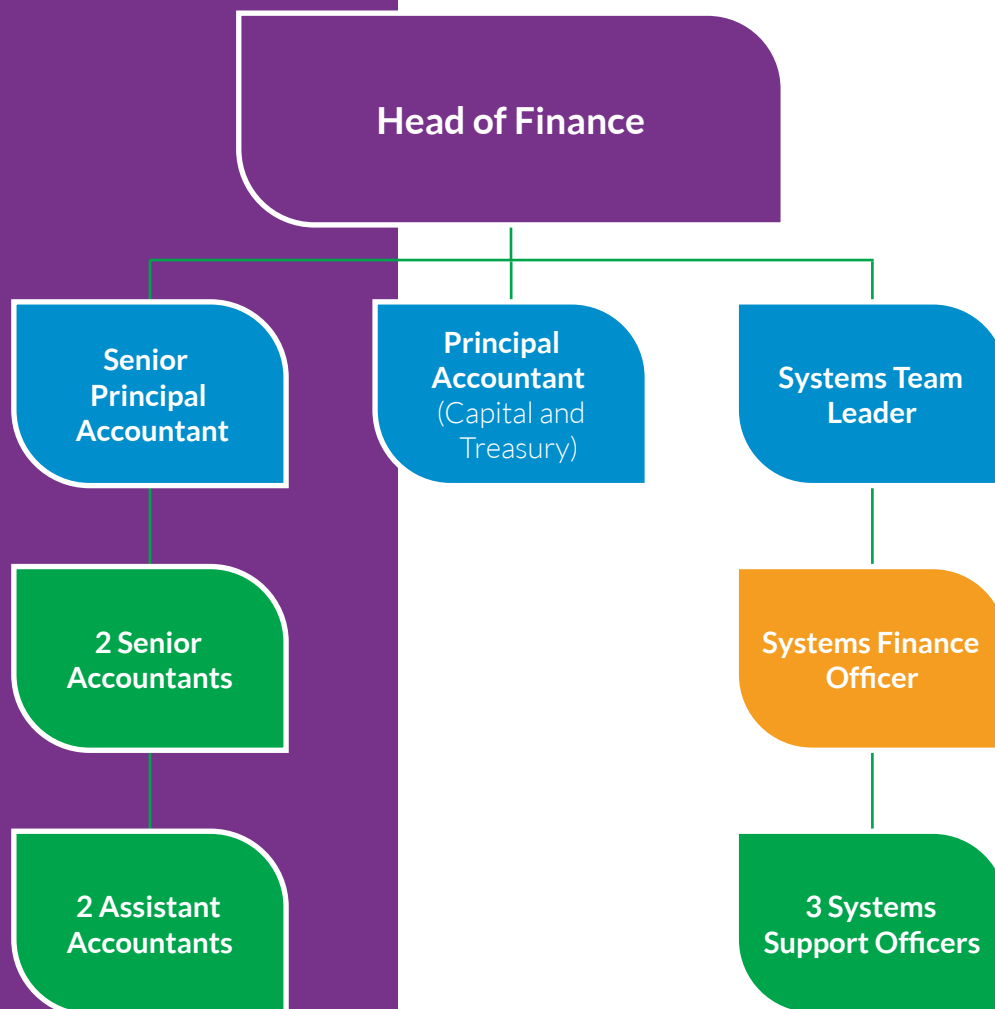 Head of Finance
Senior
Principal
Accountant
Principal
Accountant
(Capital and
Treasury)
Systems Team
Leader
2 Senior
Accountants
Systems Finance
Officer
2 Assistant
Accountants
3 Systems
Support Officers